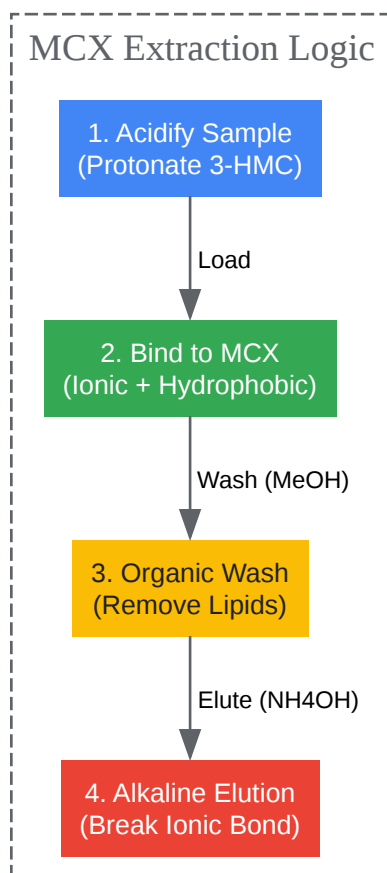 MCX Extraction Logic
1. Acidify Sample
(Protonate 3-HMC)
Load
2. Bind to MCX
(Ionic + Hydrophobic)
Wash (MeOH)
3. Organic Wash
(Remove Lipids)
Elute (NH4OH)
4. Alkaline Elution
(Break Ionic Bond)